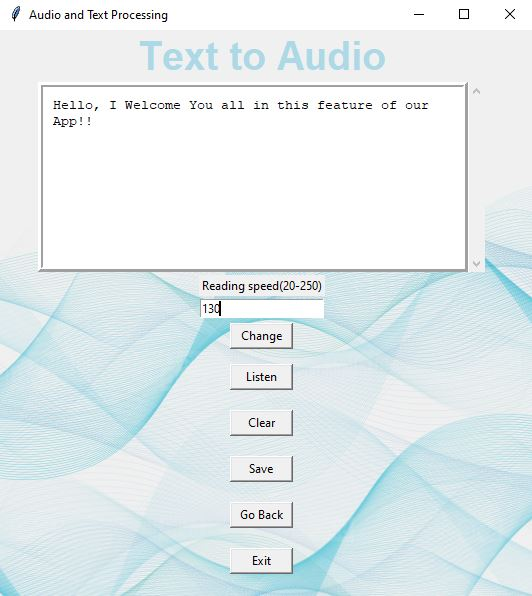 Audio and Text Processing
Text to Audio
Hello, I Welcome You all in this feature of our
App!!
Reading speed(20-250)
130
Change
Listen
Clear
Save
Go Back
Exit